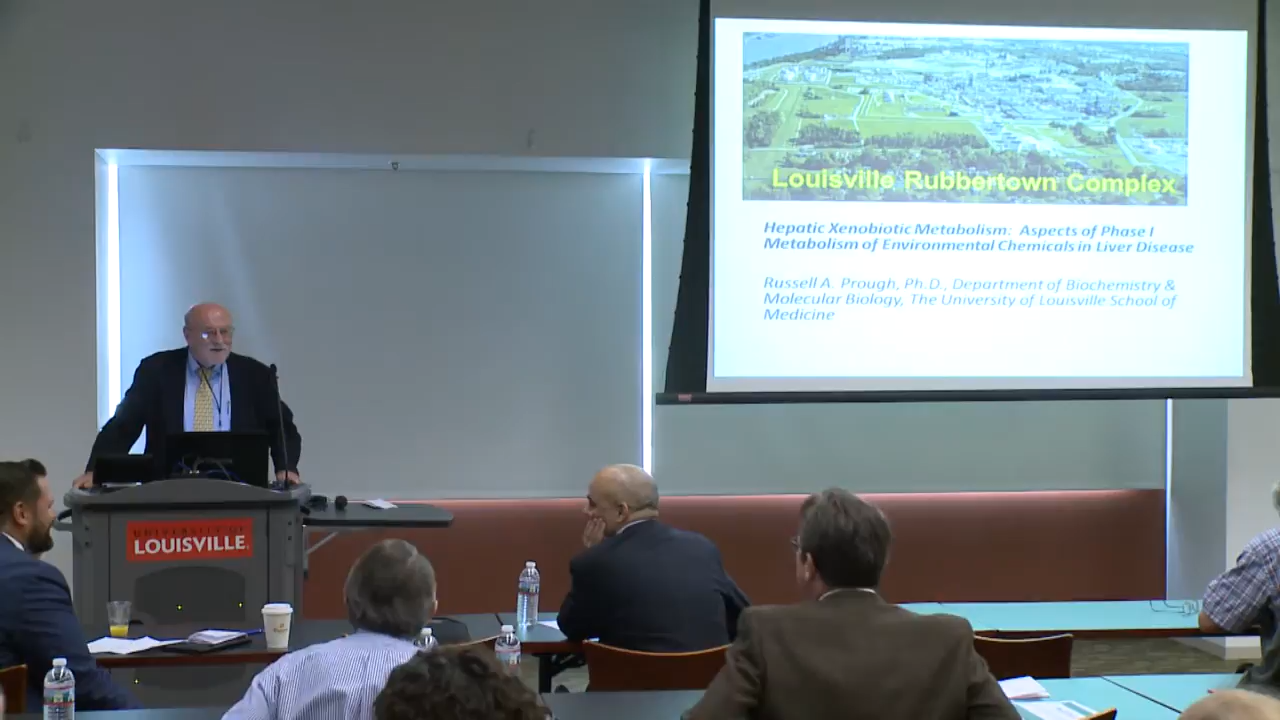 Louisville Rubbertown Complex
Hepatic Xenobiotic Metabolism: Aspects of Phase I
Metabolism of Environmental Chemicals in Liver Disease
Russell A. Prough, Ph.D., Department of Biochemistry &
Molecular Biology, The University of Louisville School of
Medicine
UNIVERSITY OF
LOUISVILLE.